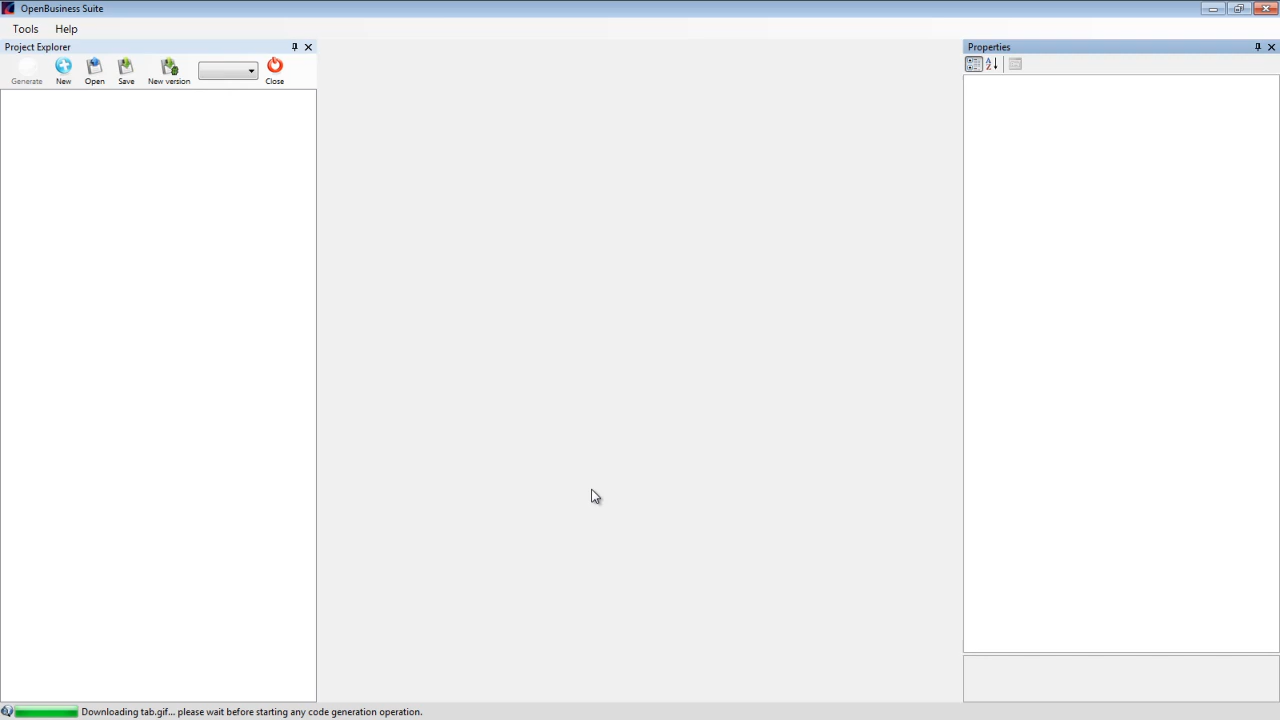 OpenBusiness Suite
Tools Help
Project Explorer
Generate New Open Save New version Close
Properties
Downloading tab.gif... please wait before starting any code generation operation.